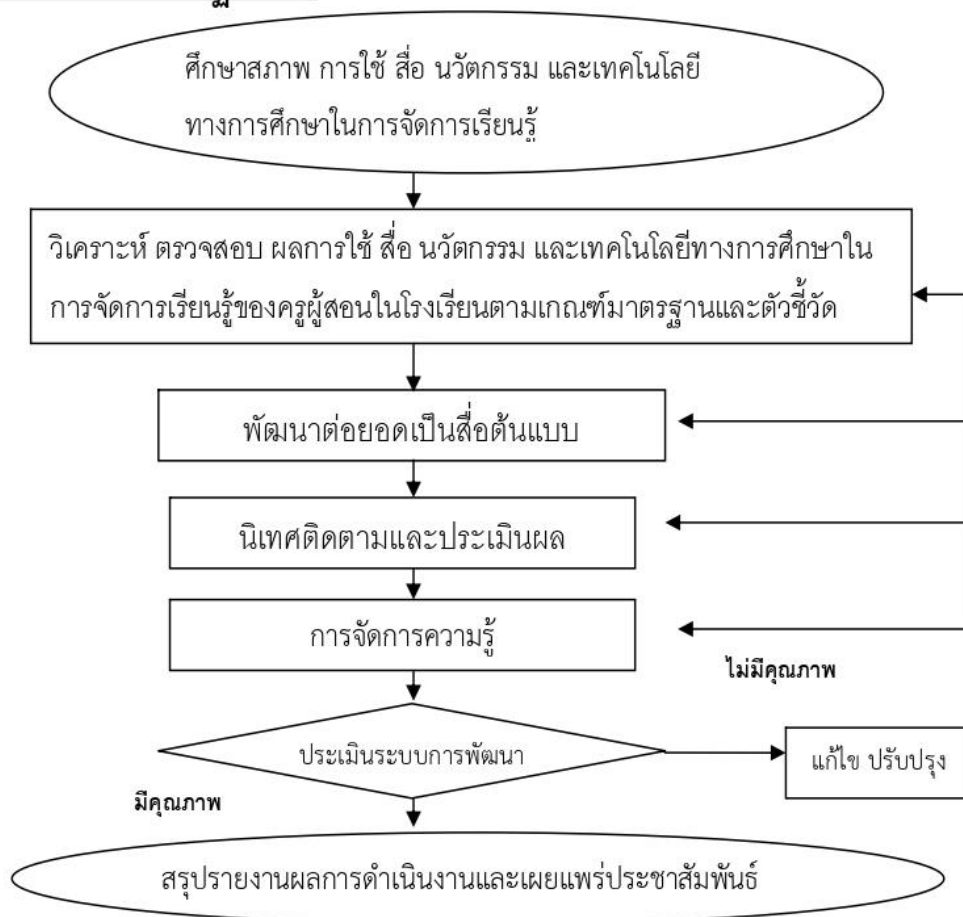 ศึกษาสภาพ การใช้ สื่อ นวัตกรรม และเทคโนโลยี
ทางการศึกษาในการจัดการเรียนรู้
วิเคราะห์ ตรวจสอบ ผลการใช้ สื่อ นวัตกรรม และเทคโนโลยีทางการศึกษาใน
การจัดการเรียนรู้ของครูผู้สอนในโรงเรียนตามเกณฑ์มาตรฐานและตัวชี้วัด
พัฒนาต่อยอดเป็นสื่อต้นแบบ
นิเทศติดตามและประเมินผล
การจัดการความรู้
ไม่มีคุณภาพ
ประเมินระบบการพัฒนา
แก้ไข ปรับปรุง
มีคุณภาพ
สรุปรายงานผลการดำเนินงานและเผยแพร่ประชาสัมพันธ์